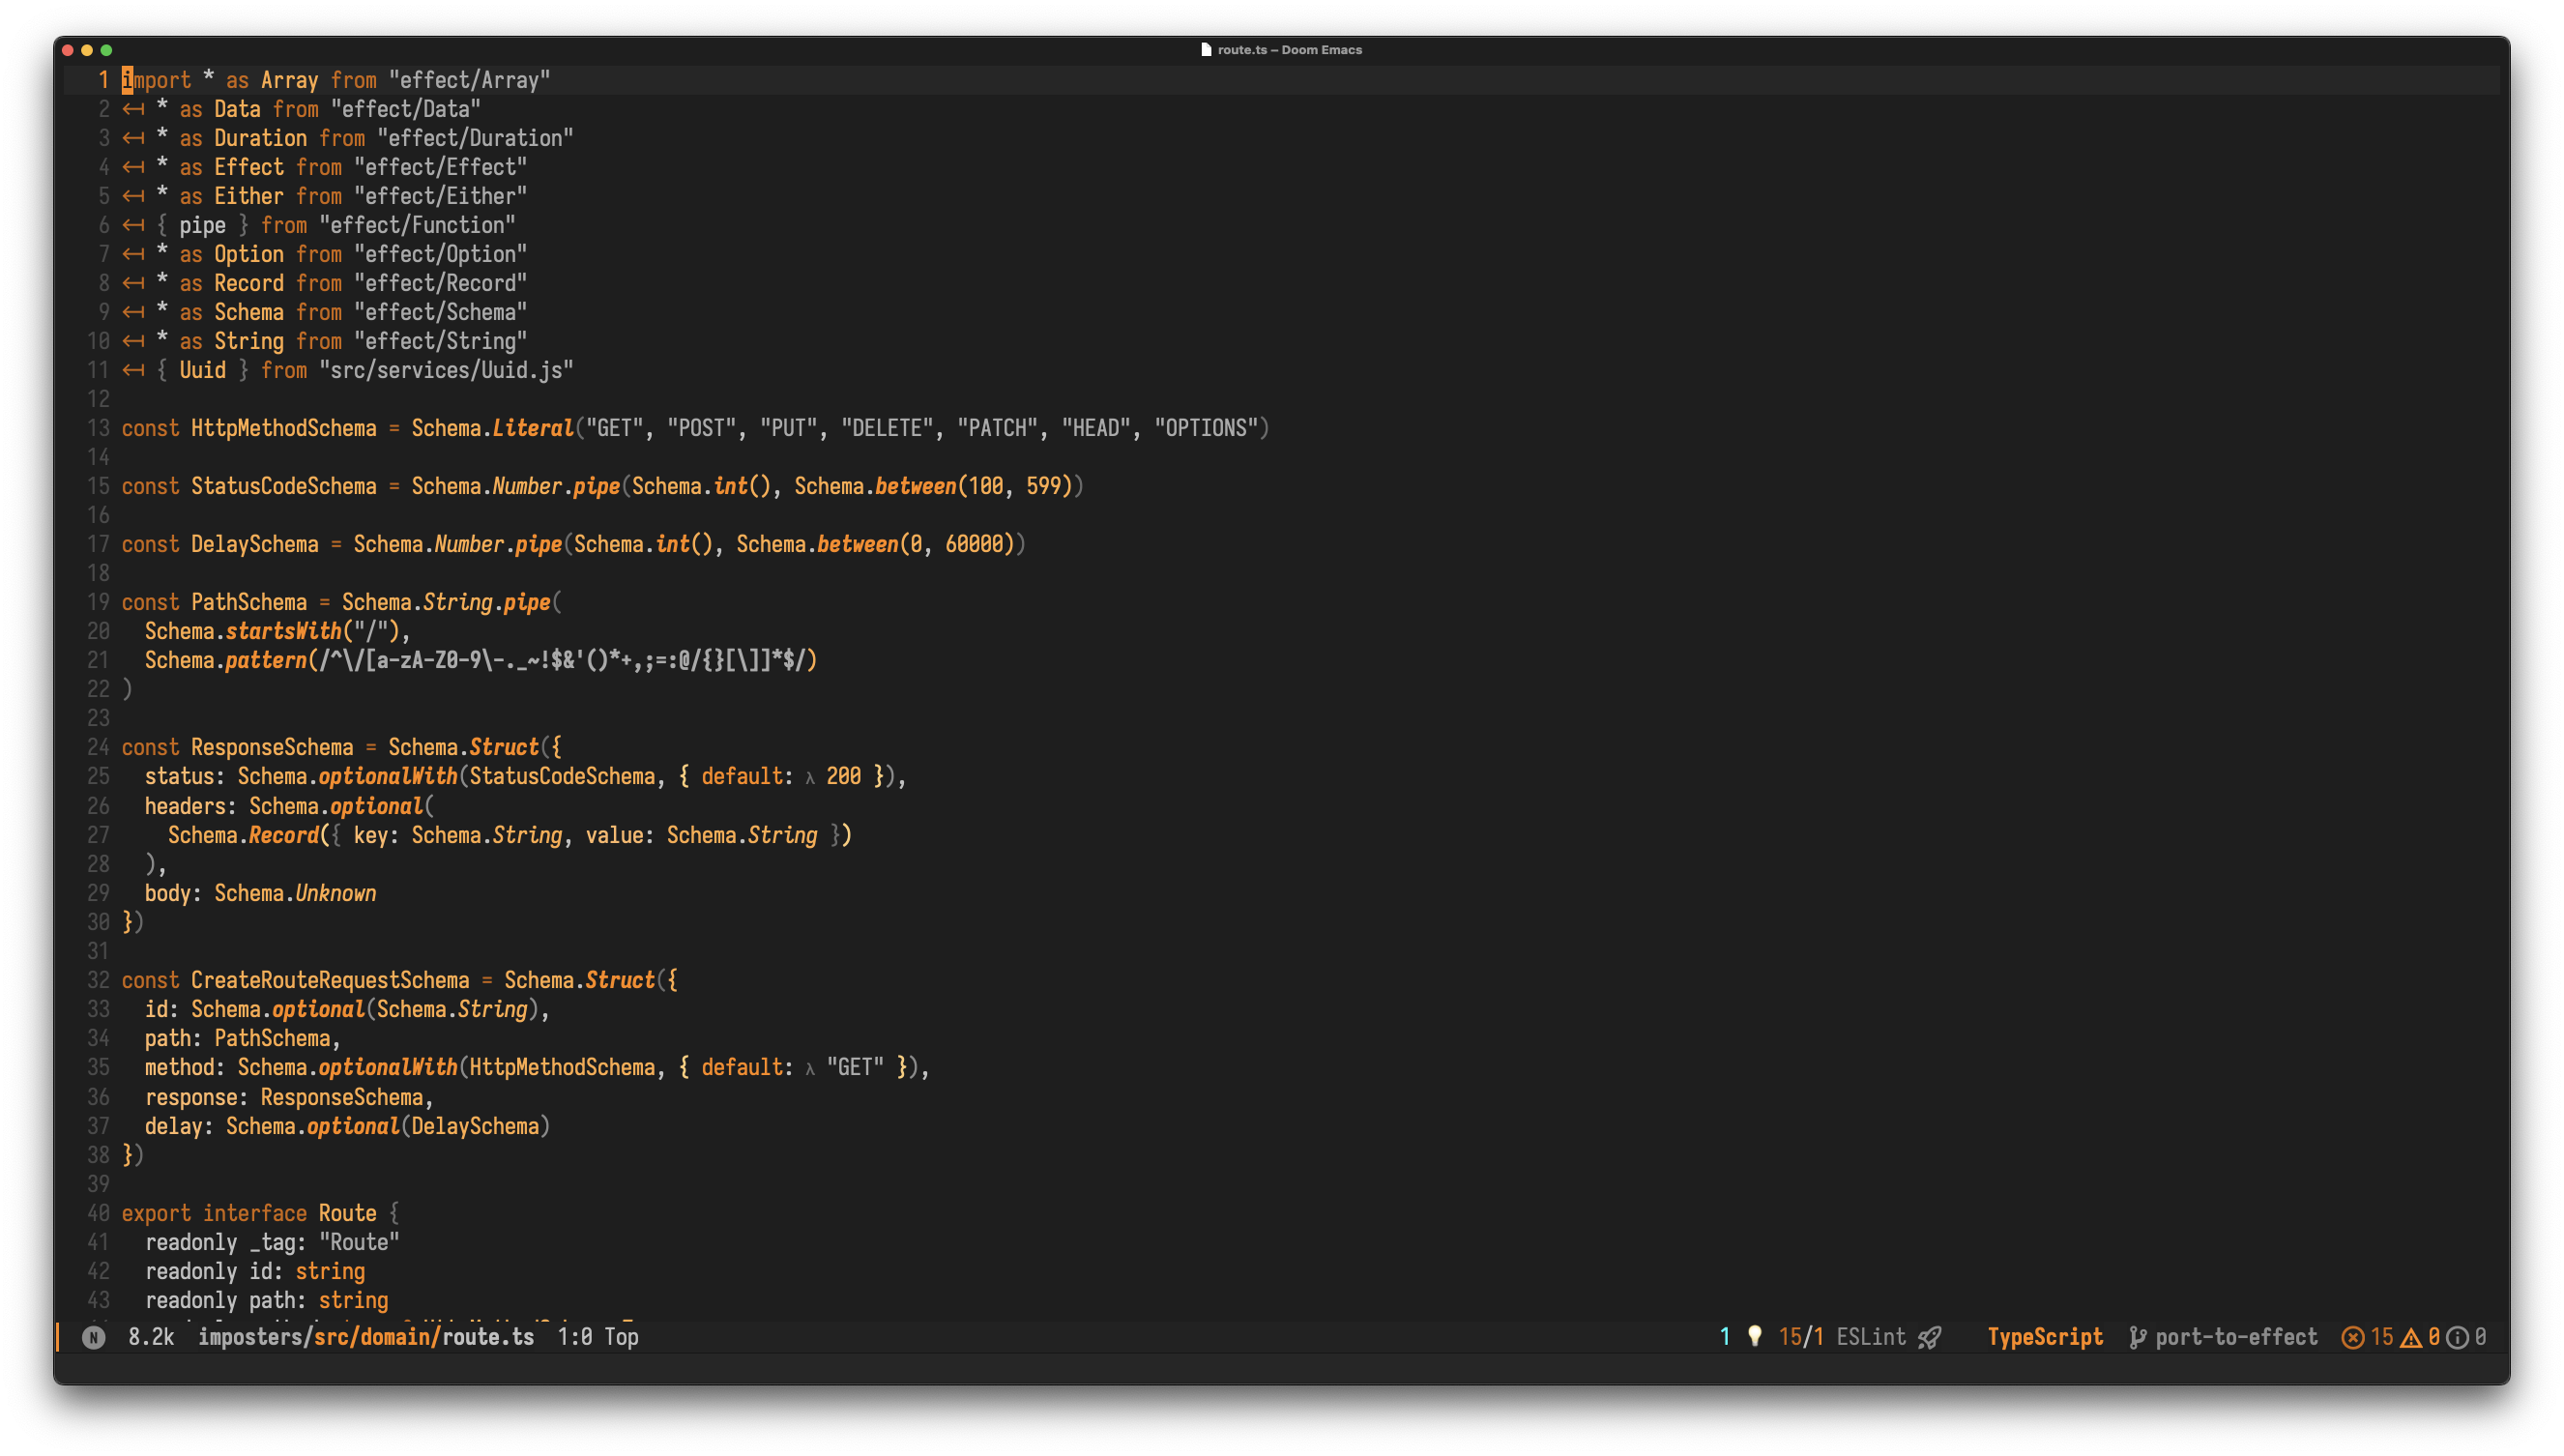 route.ts – Doom Emacs
1 import * as Array from "effect/Array"
2 ↤ * as Data from "effect/Data"
3 ↤ * as Duration from "effect/Duration"
4 ↤ * as Effect from "effect/Effect"
5 ↤ * as Either from "effect/Either"
6 ↤ { pipe } from "effect/Function"
7 ↤ * as Option from "effect/Option"
8 ↤ * as Record from "effect/Record"
9 ↤ * as Schema from "effect/Schema"
10 ↤ * as String from "effect/String"
11 ↤ { Uuid } from "src/services/Uuid.js"
12
13 const HttpMethodSchema = Schema.Literal("GET", "POST", "PUT", "DELETE", "PATCH", "HEAD", "OPTIONS")
14
15 const StatusCodeSchema = Schema.Number.pipe(Schema.int(), Schema.between(100, 599))
16
17 const DelaySchema = Schema.Number.pipe(Schema.int(), Schema.between(0, 60000))
18
19 const PathSchema = Schema.String.pipe(
20   Schema.startsWith("/"),
21   Schema.pattern(/^\/[a-zA-Z0-9\-._~!$&'()*+,;=:@/{}[\]]*$/)
22 )
23
24 const ResponseSchema = Schema.Struct({
25   status: Schema.optionalWith(StatusCodeSchema, { default: λ 200 }),
26   headers: Schema.optional(
27     Schema.Record({ key: Schema.String, value: Schema.String })
28   ),
29   body: Schema.Unknown
30 })
31
32 const CreateRouteRequestSchema = Schema.Struct({
33   id: Schema.optional(Schema.String),
34   path: PathSchema,
35   method: Schema.optionalWith(HttpMethodSchema, { default: λ "GET" }),
36   response: ResponseSchema,
37   delay: Schema.optional(DelaySchema)
38 })
39
40 export interface Route {
41   readonly _tag: "Route"
42   readonly id: string
43   readonly path: string
N 8.2k imposters/src/domain/route.ts 1:0 Top 1 15/1 ESLint TypeScript port-to-effect 15 0 0